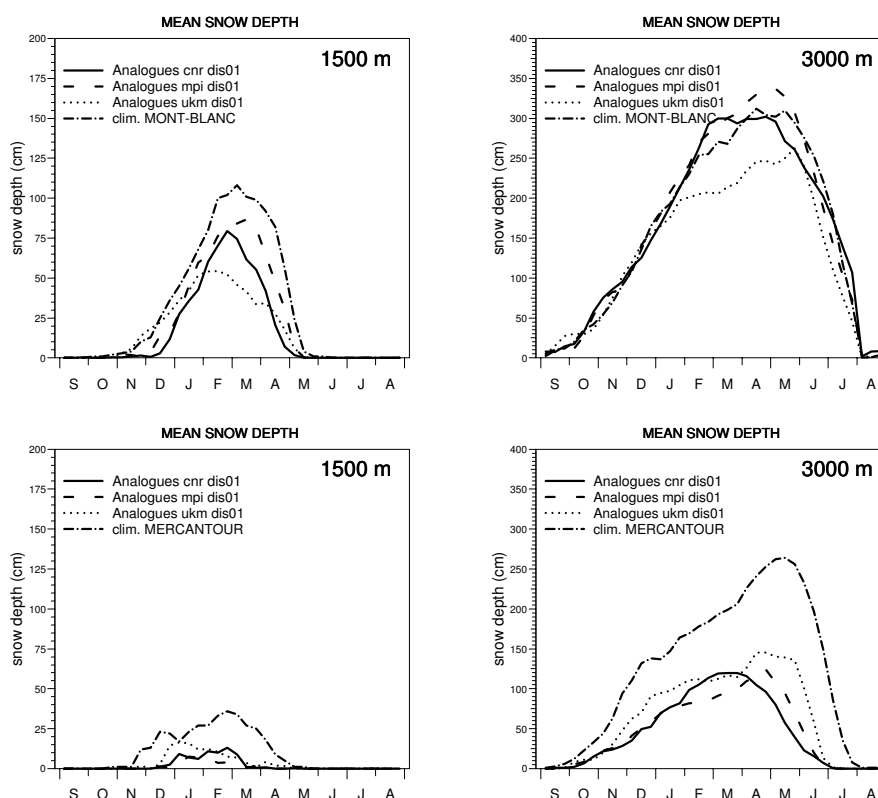 MEAN SNOW DEPTH
1500 m
200
175
150
125
100
75
50
25
0
snow depth (cm)
Analogues cnr dis01
Analogues mpi dis01
Analogues ukm dis01
clim. MONT-BLANC
S O N D J F M A M J J A
MEAN SNOW DEPTH
3000 m
400
350
300
250
200
150
100
50
0
snow depth (cm)
Analogues cnr dis01
Analogues mpi dis01
Analogues ukm dis01
clim. MONT-BLANC
S O N D J F M A M J J A
MEAN SNOW DEPTH
1500 m
200
175
150
125
100
75
50
25
0
snow depth (cm)
Analogues cnr dis01
Analogues mpi dis01
Analogues ukm dis01
clim. MERCANTOUR
S O N D J F M A M J J A
MEAN SNOW DEPTH
3000 m
400
350
300
250
200
150
100
50
0
snow depth (cm)
Analogues cnr dis01
Analogues mpi dis01
Analogues ukm dis01
clim. MERCANTOUR
S O N D J F M A M J J A